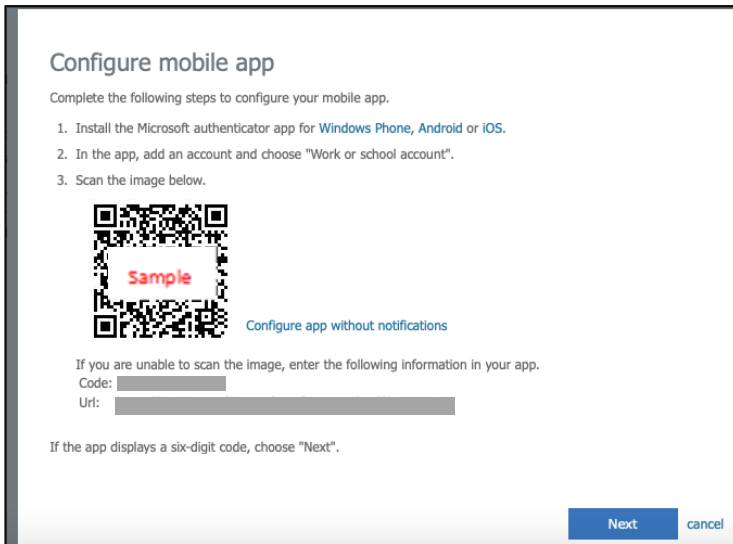 Configure mobile app
Complete the following steps to configure your mobile app.
1. Install the Microsoft authenticator app for Windows Phone, Android or iOS.
2. In the app, add an account and choose "Work or school account".
3. Scan the image below.
Sample
Configure app without notifications
If you are unable to scan the image, enter the following information in your app.
Code:
Url:
If the app displays a six-digit code, choose "Next".
Next cancel